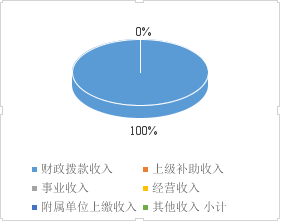 0%
100%
财政拨款收入 上级补助收入
事业收入 经营收入
附属单位上缴收入 其他收入 小计